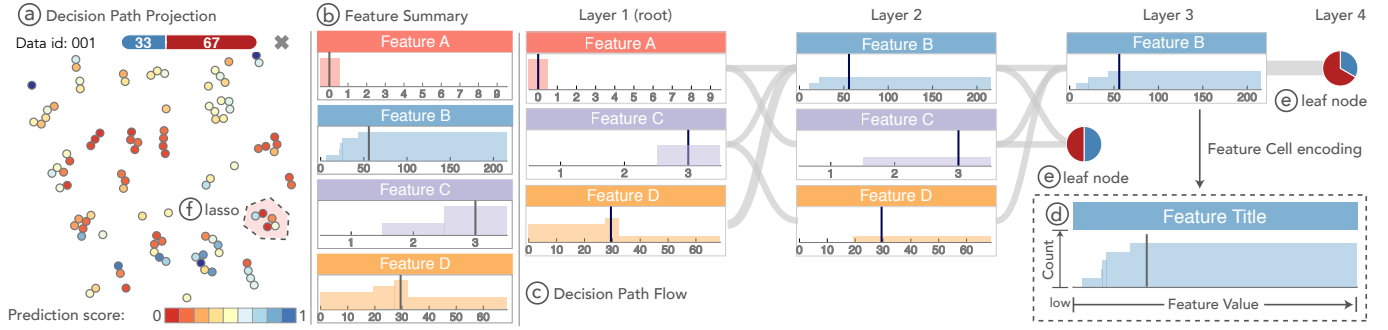 a Decision Path Projection
Data id: 001
33 67
f lasso
Prediction score: 0 1
b Feature Summary
Feature A
0 1 2 3 4 5 6 7 8 9
Feature B
0 50 100 150 200
Feature C
1 2 3
Feature D
0 10 20 30 40 50 60
Layer 1 (root)
Feature A
0 1 2 3 4 5 6 7 8 9
Feature C
1 2 3
Feature D
0 10 20 30 40 50 60
c Decision Path Flow
Layer 2
Feature B
0 50 100 150 200
Feature C
1 2 3
Feature D
0 10 20 30 40 50 60
Layer 3
Feature B
0 50 100 150 200
e leaf node
Layer 4
e leaf node
Feature Cell encoding
d
Feature Title
Count
low
Feature Value